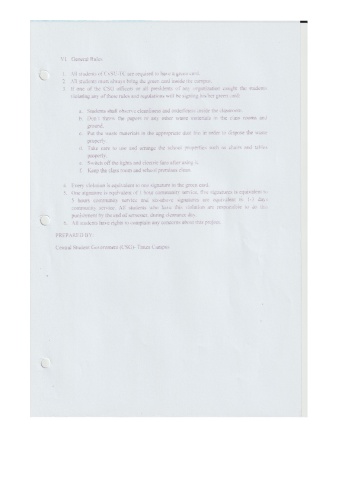 VI. General Rules
1. All students of are required to have a green card.
2. All students must always bring the green card inside the campus.
3. If one of the CSG officers or all presidents of any organization caught the students violating any of these rules and regulations will be signing his/her green card.
a. Students shall observe cleanliness and orderliness inside the classroom.
b. Don't throw the papers or any other waste materials in the class rooms and
ground.
c. Put the waste materials in the appropriate trash bin in order to dispose the waste
properly
d. Take care to use and arrange the school properties such as chairs and tables
properly.
e. Switch off the lights and electric fans after using it.
f. Keep the class room and school premises clean.
4. Every violation is equivalent to one signature in the green card.
5. One signature is equivalent of 1 hour community service. Five signatures is equivalent to
5 hours community service and signatures are equivalent is days
community service. All students who have this violation are answerable to do this
punishment by the end of semester, during clearance day.
6. All students have rights to complain any concerns about this project.
PREPARED BY:
Central Student Government (CSG)- Campus